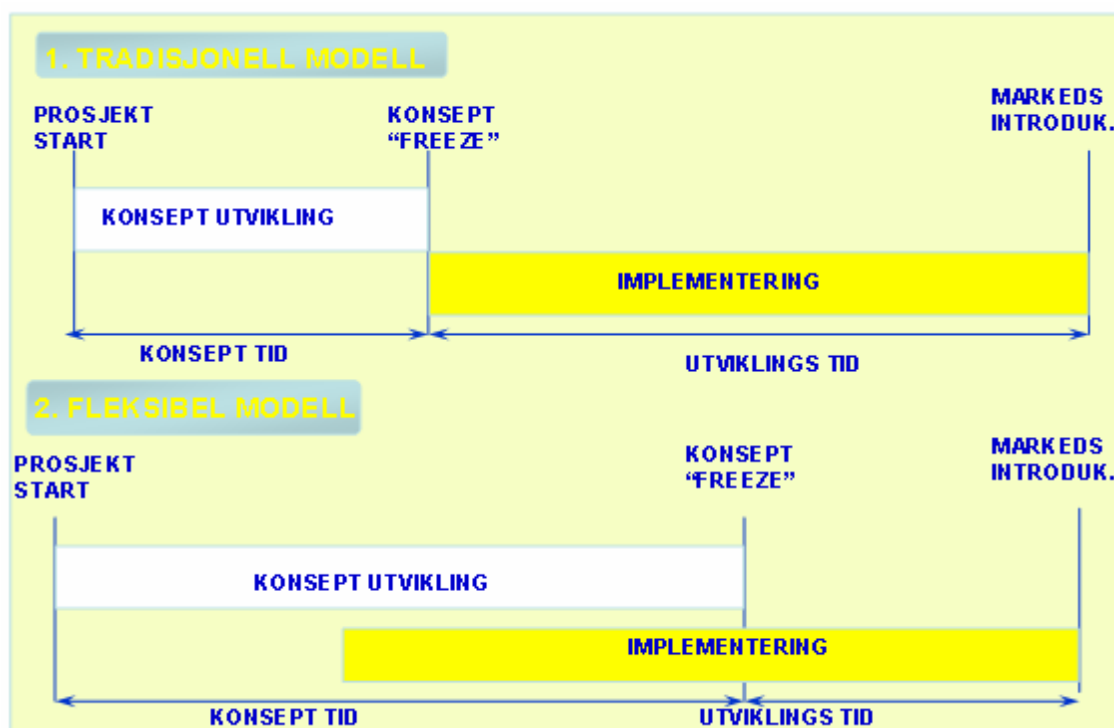 1. TRADISJONELL MODELL
PROSJEKT
START
KONSEPT
“FREEZE”
MARKEDS
INTRODUK.
KONSEPT UTVIKLING
IMPLEMENTERING
KONSEPT TID
UTVIKLINGS TID
2. FLEKSIBEL MODELL
PROSJEKT
START
KONSEPT
“FREEZE”
MARKEDS
INTRODUK.
KONSEPT UTVIKLING
IMPLEMENTERING
KONSEPT TID
UTVIKLINGS TID